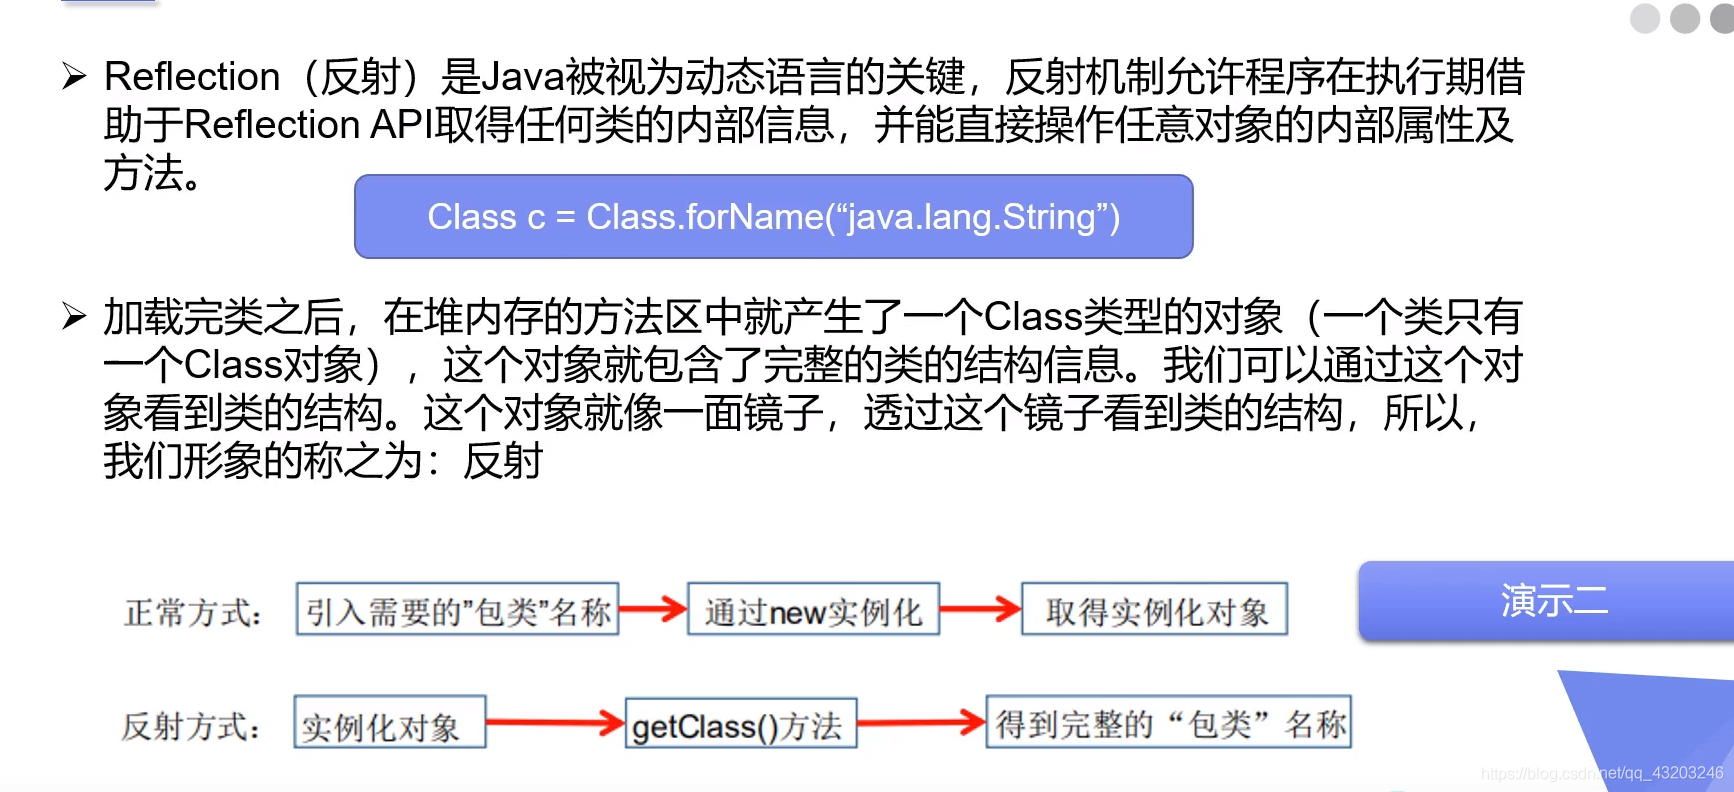 Reflection（反射）是Java被视为动态语言的关键，反射机制允许程序在执行期借
助于Reflection API取得任何类的内部信息，并能直接操作任意对象的内部属性及
方法。
Class c = Class.forName(“java.lang.String”)
加载完类之后，在堆内存的方法区中就产生了一个Class类型的对象（一个类只有
一个Class对象），这个对象就包含了完整的类的结构信息。我们可以通过这个对
象看到类的结构。这个对象就像一面镜子，透过这个镜子看到类的结构，所以，
我们形象的称之为：反射
正常方式： 引入需要的”包类”名称 通过new实例化 取得实例化对象
演示二
反射方式： 实例化对象 getClass()方法 得到完整的“包类”名称
https://blog.csdn.net/qq_43203246